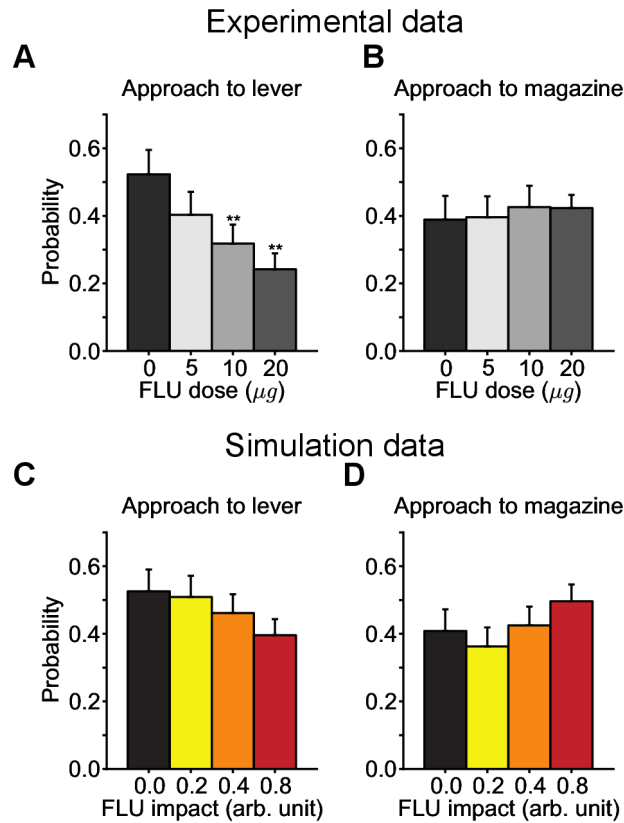 Experimental data
A
B
Approach to lever
Approach to magazine
Probability
0.6
0.4
0.2
0.0
**
**
0 5 10 20
FLU dose (μg)
0 5 10 20
FLU dose (μg)
Simulation data
C
D
Approach to lever
Approach to magazine
Probability
0.6
0.4
0.2
0.0
0.0 0.2 0.4 0.8
FLU impact (arb. unit)
0.6
0.4
0.2
0.0
0.0 0.2 0.4 0.8
FLU impact (arb. unit)
0.6
0.4
0.2
0.0